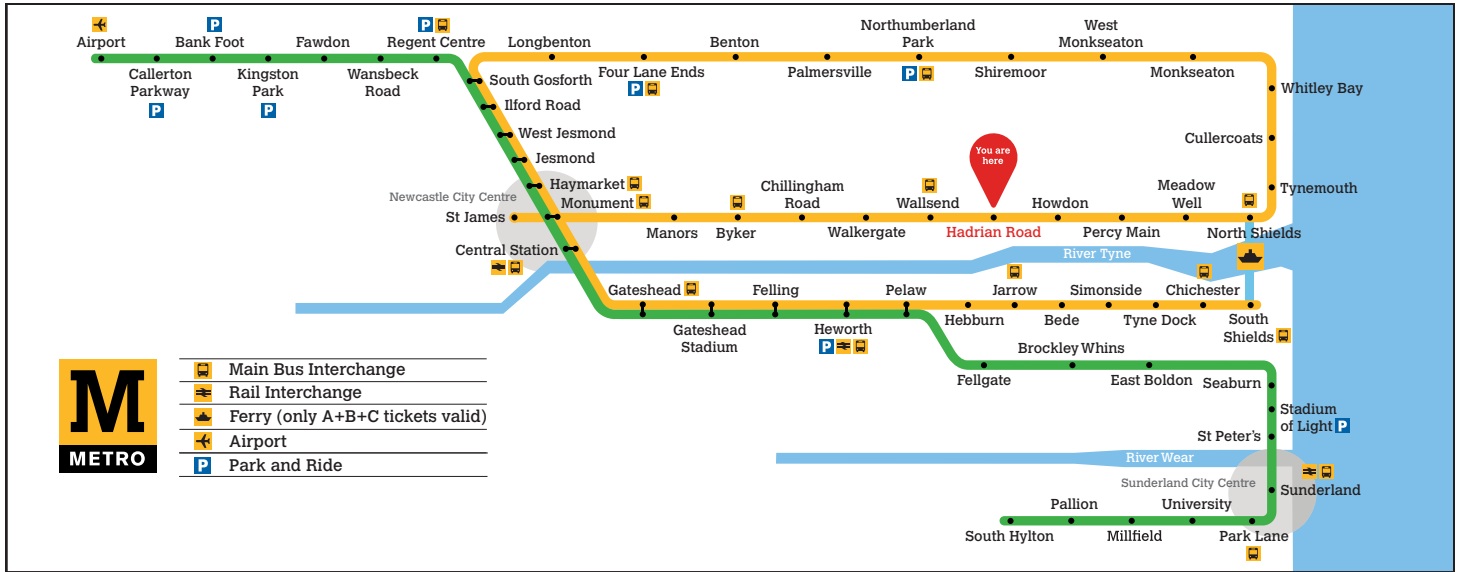 Airport
Callerton
Parkway
P
Bank Foot
P
Kingston
Park
P
Fawdon
Wansbeck
Road
P
Regent Centre
South Gosforth
Ilford Road
West Jesmond
Jesmond
Haymarket
Newcastle City Centre
Monument
St James
Central Station
Longbenton
Four Lane Ends
P
Benton
Palmersville
Northumberland
Park
P
Shiremoor
West
Monkseaton
Monkseaton
Whitley Bay
Cullercoats
Tynemouth
Manors
Byker
Chillingham
Road
Walkergate
Wallsend
You are
here
Hadrian Road
Howdon
Percy Main
Meadow
Well
North Shields
River Tyne
Gateshead
Gateshead
Stadium
Felling
Heworth
P
Pelaw
Hebburn
Jarrow
Bede
Simonside
Tyne Dock
Chichester
South
Shields
Fellgate
Brockley Whins
East Boldon
Seaburn
Stadium
of Light P
St Peter's
River Wear
Sunderland City Centre
Sunderland
Park Lane
University
Millfield
Pallion
South Hylton
M
METRO
Main Bus Interchange
Rail Interchange
Ferry (only A+B+C tickets valid)
Airport
P Park and Ride